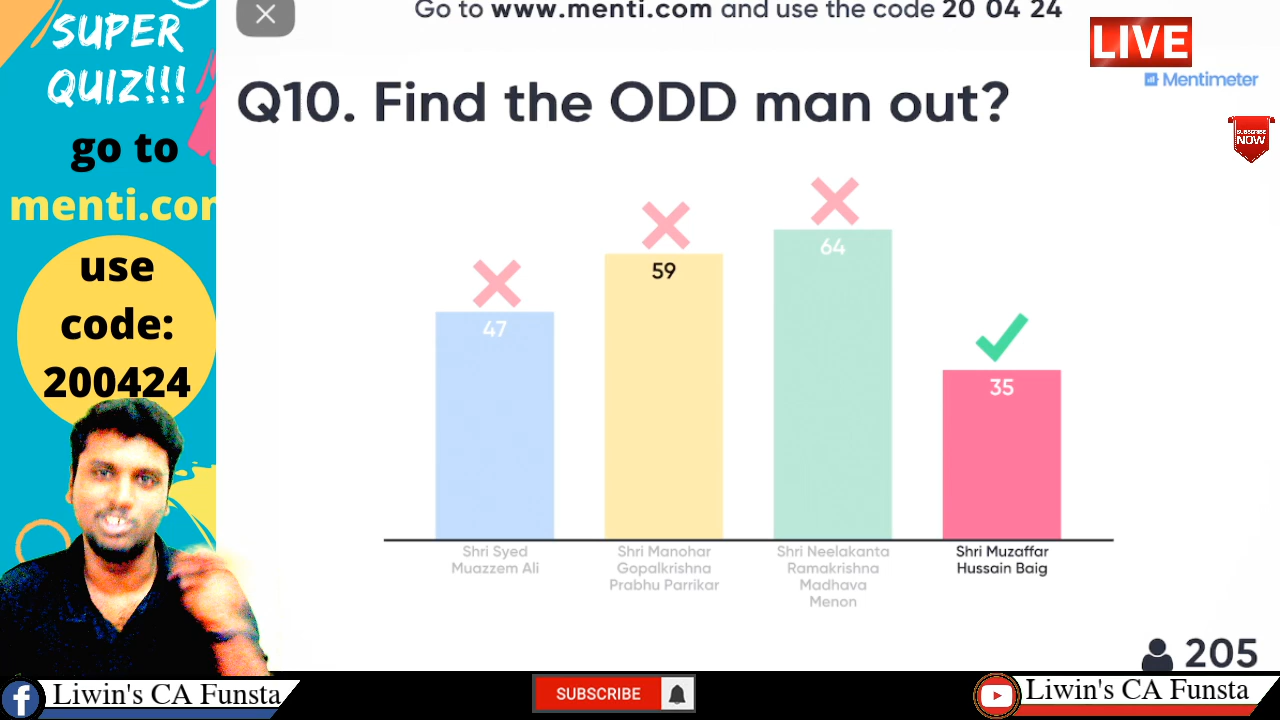 SUPER
QUIZ!!!
go to
menti.com
use
code:
200424
Go to www.menti.com and use the code 20 04 24
LIVE
Mentimeter
SUBSCRIBE
NOW
Q10. Find the ODD man out?
47
59
64
35
Shri Syed
Muazzem Ali
Shri Manohar
Gopalkrishna
Prabhu Parrikar
Shri Neelakanta
Ramakrishna
Madhava
Menon
Shri Muzaffar
Hussain Baig
205
Liwin's CA Funsta
SUBSCRIBE
Liwin's CA Funsta